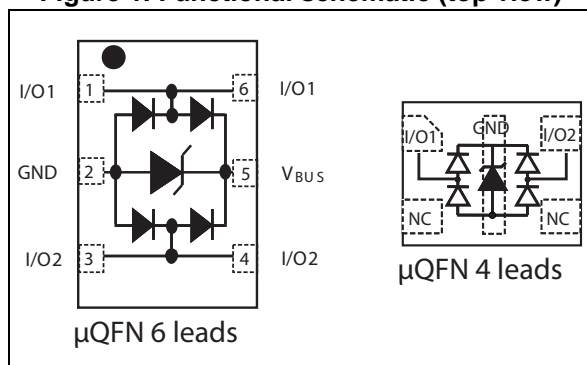 Figure 1. Functional schematic (top view)
I/O1 1 6 I/O1
GND 2 5 VBUS
I/O2 3 4 I/O2
µQFN 6 leads
I/O1 GND I/O2
NC NC
µQFN 4 leads